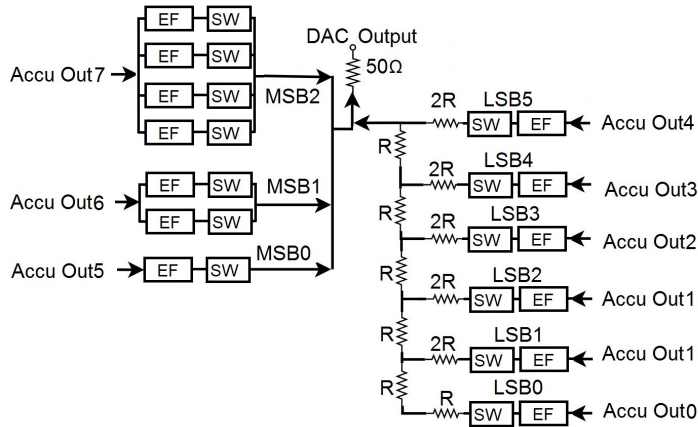 EF SW
EF SW
EF SW
EF SW
Accu Out7
MSB2
DAC Output
50Ω
EF SW
EF SW
Accu Out6
MSB1
EF SW
Accu Out5
MSB0
2R LSB5
SW EF
Accu Out4
R
2R LSB4
SW EF
Accu Out3
R
2R LSB3
SW EF
Accu Out2
R
2R LSB2
SW EF
Accu Out1
R
2R LSB1
SW EF
Accu Out1
R
R LSB0
SW EF
Accu Out0